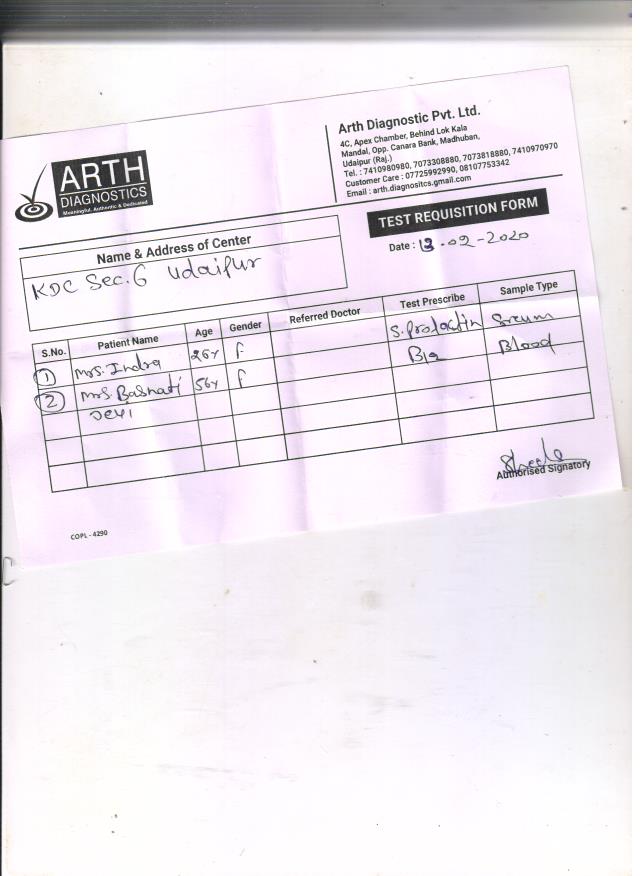 ARTH
DIAGNOSTICS
Meaningful, Authentic & Dedicated
Arth Diagnostic Pvt. Ltd.
4C, Apex Chamber, Behind Lok Kala
Mandal, Opp. Canara Bank, Madhuban,
Udaipur (Raj.)
Tel. : 7410980980, 7073308880, 7073818880, 7410970970
Customer Care : 07725992990, 08107753342
Email : arth.diagnositcs.gmail.com
TEST REQUISITION FORM
Date : 13.02-2020
Name & Address of Center
KDC Sec. 6 Udaipur
S.No. Patient Name Age Gender Referred Doctor Test Prescribe Sample Type
1 Mrs. Indra 26y F S. Prolactin Sreum
2 Mrs. Basnati 56y F B12 Blood
Devi
Authorised Signatory
COPL - 4290